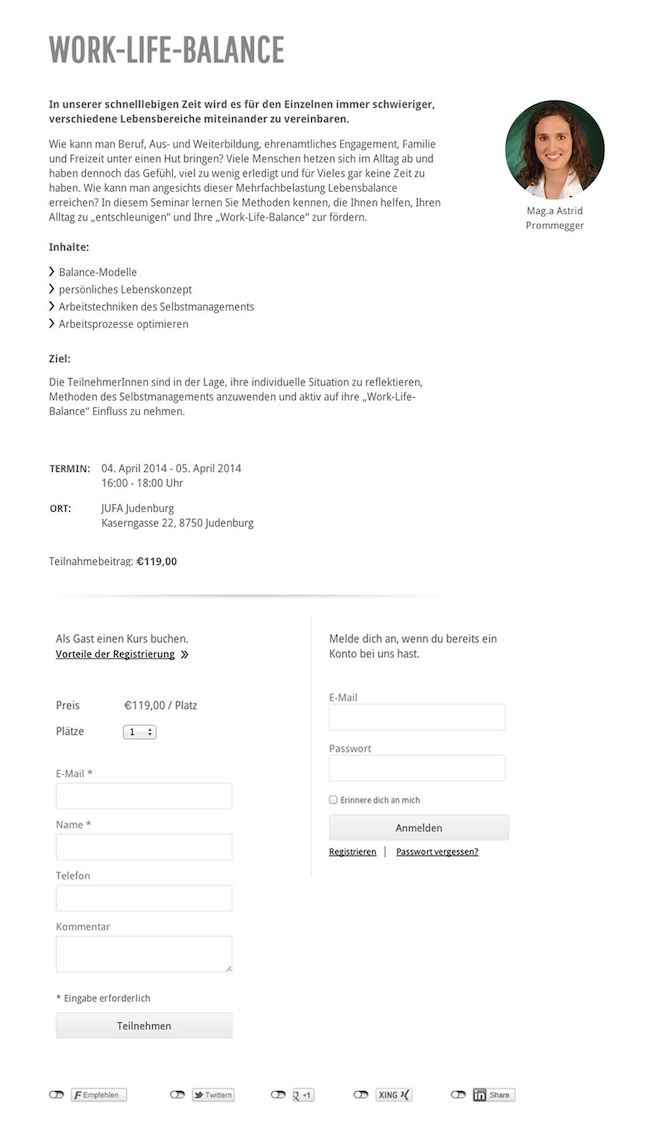 WORK-LIFE-BALANCE
In unserer schnelllebigen Zeit wird es für den Einzelnen immer schwieriger,
verschiedene Lebensbereiche miteinander zu vereinbaren.
Wie kann man Beruf, Aus- und Weiterbildung, ehrenamtliches Engagement, Familie
und Freizeit unter einen Hut bringen? Viele Menschen hetzen sich im Alltag ab und
haben dennoch das Gefühl, viel zu wenig erledigt und für Vieles gar keine Zeit zu
haben. Wie kann man angesichts dieser Mehrfachbelastung Lebensbalance
erreichen? In diesem Seminar lernen Sie Methoden kennen, die Ihnen helfen, Ihren
Alltag zu „entschleunigen“ und Ihre „Work-Life-Balance“ zur fördern.
Mag.a Astrid
Prommegger
Inhalte:
Balance-Modelle
persönliches Lebenskonzept
Arbeitstechniken des Selbstmanagements
Arbeitsprozesse optimieren
Ziel:
Die TeilnehmerInnen sind in der Lage, ihre individuelle Situation zu reflektieren,
Methoden des Selbstmanagements anzuwenden und aktiv auf ihre „Work-Life-
Balance“ Einfluss zu nehmen.
TERMIN: 04. April 2014 - 05. April 2014
16:00 - 18:00 Uhr
ORT: JUFA Judenburg
Kaserngasse 22, 8750 Judenburg
Teilnahmebeitrag: €119,00
Als Gast einen Kurs buchen.
Vorteile der Registrierung »
Preis €119,00 / Platz
Plätze 1
E-Mail *
Name *
Telefon
Kommentar
* Eingabe erforderlich
Teilnehmen
Melde dich an, wenn du bereits ein
Konto bei uns hast.
E-Mail
Passwort
Erinnere dich an mich
Anmelden
Registrieren | Passwort vergessen?
F Empfehlen Twittern +1 XING in Share